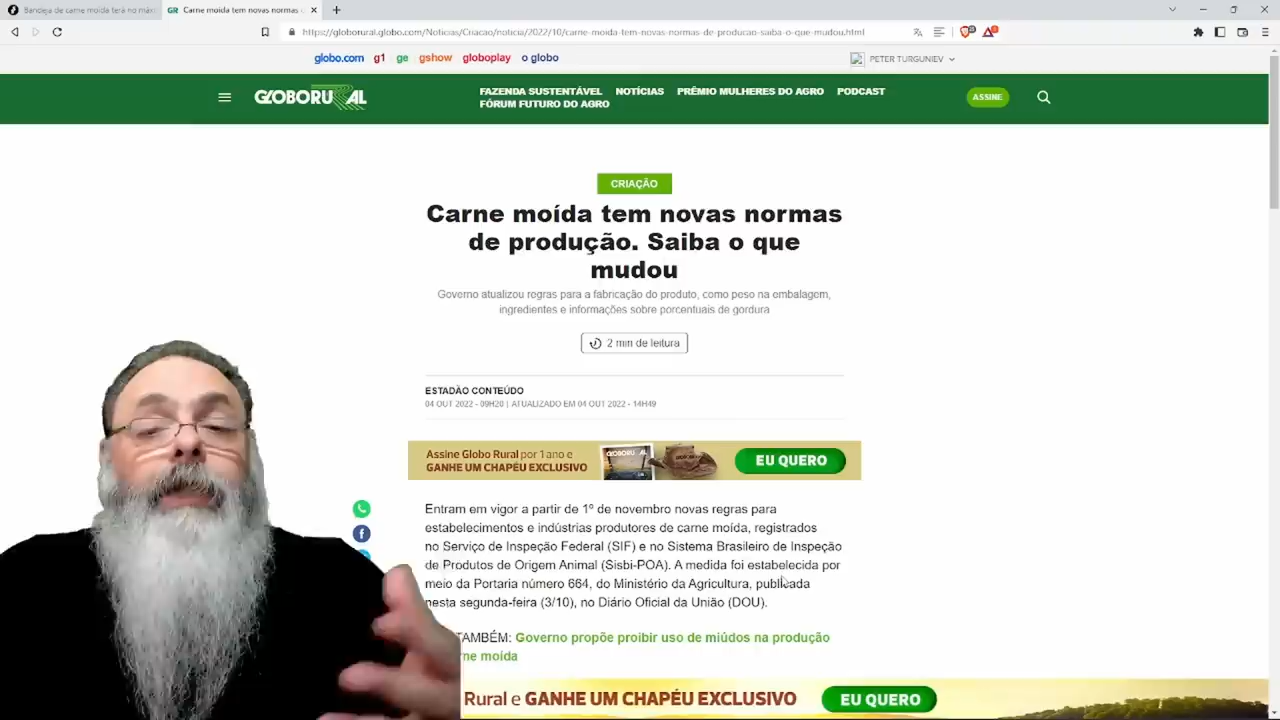 Bandeja de carne moída terá no máxi
GR Carne moída tem novas normas
https://globorural.globo.com/Noticias/Criacao/noticia/2022/10/carne-moida-tem-novas-normas-de-producao-saiba-o-que-mudou.html
globo.com g1 ge gshow globoplay o globo
PETER TURGUNIEV
GLOBORURAL
FAZENDA SUSTENTÁVEL NOTÍCIAS PRÊMIO MULHERES DO AGRO PODCAST
FÓRUM FUTURO DO AGRO
ASSINE
CRIAÇÃO
Carne moída tem novas normas
de produção. Saiba o que
mudou
Governo atualizou regras para a fabricação do produto, como peso na embalagem,
ingredientes e informações sobre porcentuais de gordura
2 min de leitura
ESTADÃO CONTEÚDO
04 OUT 2022 - 09H20 | ATUALIZADO EM 04 OUT 2022 - 14H49
Assine Globo Rural por 1 ano e
GANHE UM CHAPÉU EXCLUSIVO
GLOBORURAL
EU QUERO
Entram em vigor a partir de 1º de novembro novas regras para
estabelecimentos e indústrias produtores de carne moída, registrados
no Serviço de Inspeção Federal (SIF) e no Sistema Brasileiro de Inspeção
de Produtos de Origem Animal (Sisbi-POA). A medida foi estabelecida por
meio da Portaria número 664, do Ministério da Agricultura, publicada
nesta segunda-feira (3/10), no Diário Oficial da União (DOU).
TAMBÉM: Governo propõe proibir uso de miúdos na produção
rne moída
Rural e GANHE UM CHAPÉU EXCLUSIVO
EU QUERO